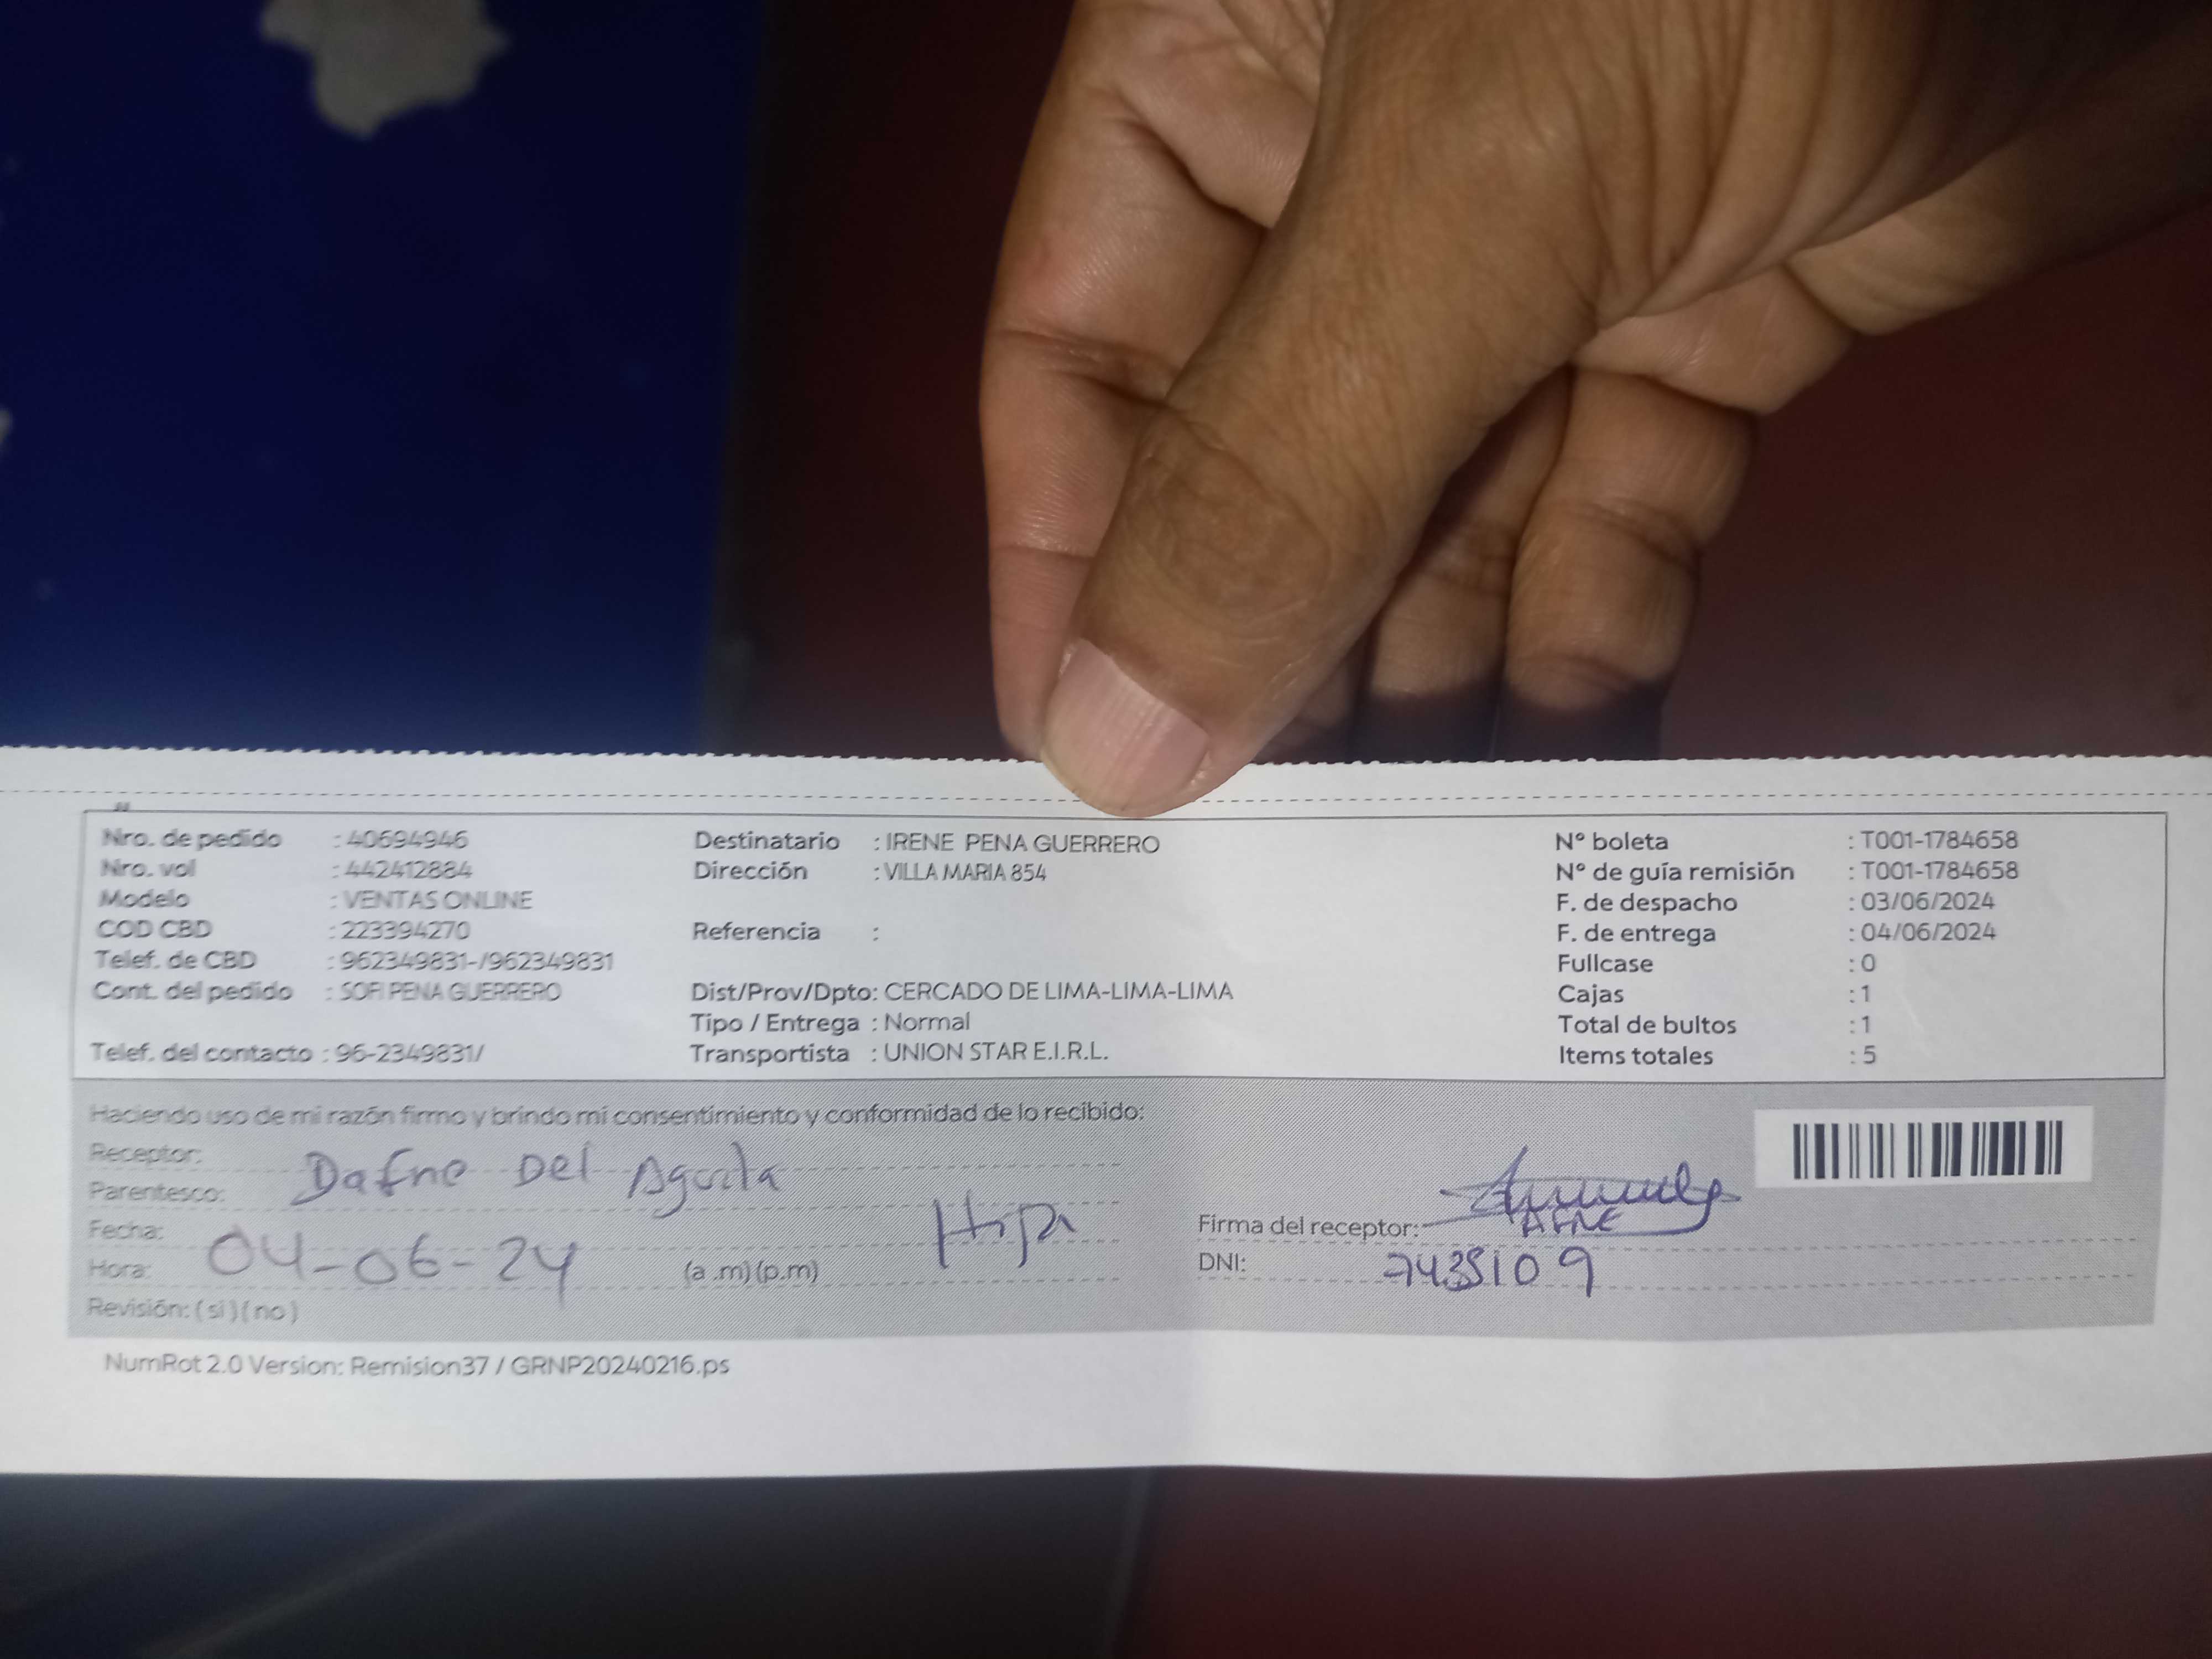 Nro. de pedido : 40694946
Nro. vol : 442412884
Modelo : VENTAS ONLINE
COD CBD : 223394270
Telef. de CBD : 962349831-/962349831
Cont. del pedido : SOFI PENA GUERRERO
Telef. del contacto : 96-2349831/
Destinatario : IRENE PENA GUERRERO
Dirección : VILLA MARIA 854
Referencia :
Dist/Prov/Dpto: CERCADO DE LIMA-LIMA-LIMA
Tipo / Entrega : Normal
Transportista : UNION STAR E.I.R.L.
N° boleta : T001-1784658
N° de guía remisión : T001-1784658
F. de despacho : 03/06/2024
F. de entrega : 04/06/2024
Fullcase : 0
Cajas : 1
Total de bultos : 1
Items totales : 5
Haciendo uso de mi razón firmo y brindo mi consentimiento y conformidad de lo recibido:
Receptor: Dafne Del Aguila
Parentesco: Hija
Fecha: 04-06-24
Hora: (a .m) (p.m)
Revisión: ( si ) ( no )
Firma del receptor:
DNI:
NumRot 2.0 Version: Remision37 / GRNP20240216.ps